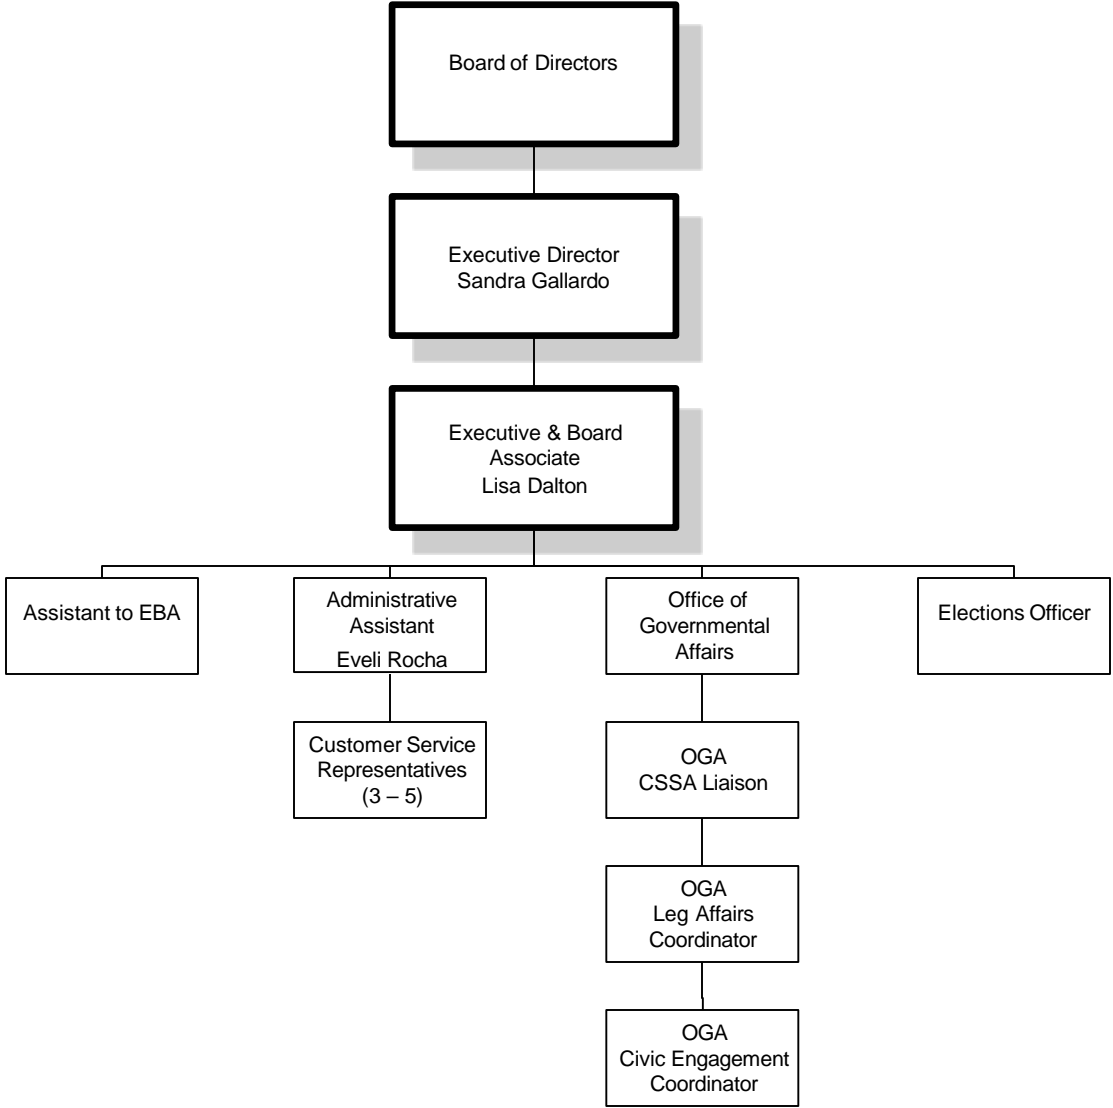 Board of Directors
Executive Director
Sandra Gallardo
Executive & Board
Associate
Lisa Dalton
Assistant to EBA
Administrative
Assistant
Eveli Rocha
Office of
Governmental
Affairs
Elections Officer
Customer Service
Representatives
(3 – 5)
OGA
CSSA Liaison
OGA
Leg Affairs
Coordinator
OGA
Civic Engagement
Coordinator